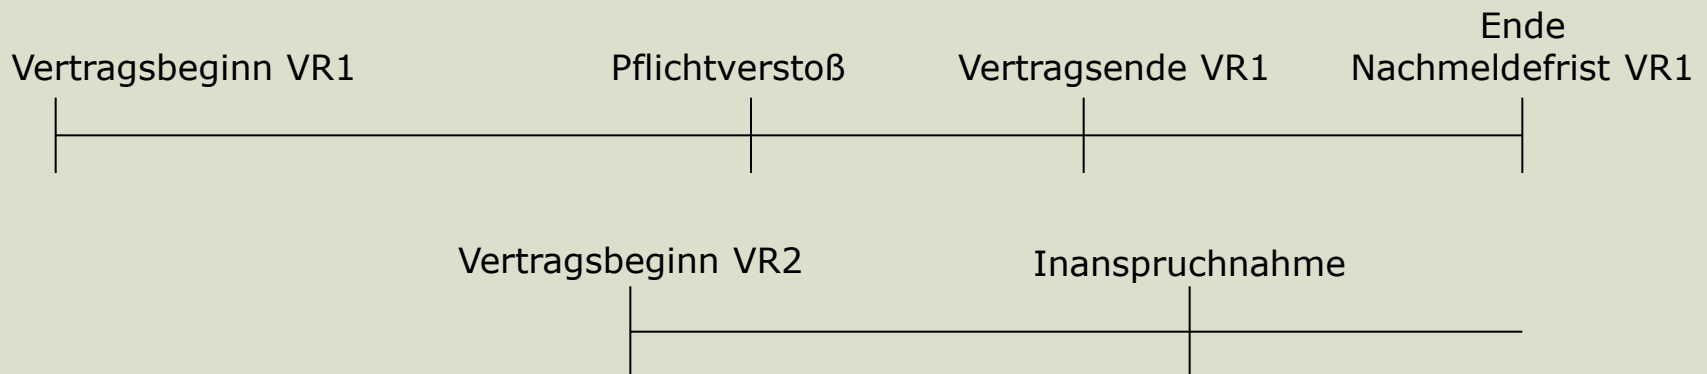 Vertragsbeginn VR1
Pflichtverstoß
Vertragsende VR1
Ende
Nachmeldefrist VR1
Vertragsbeginn VR2
Inanspruchnahme